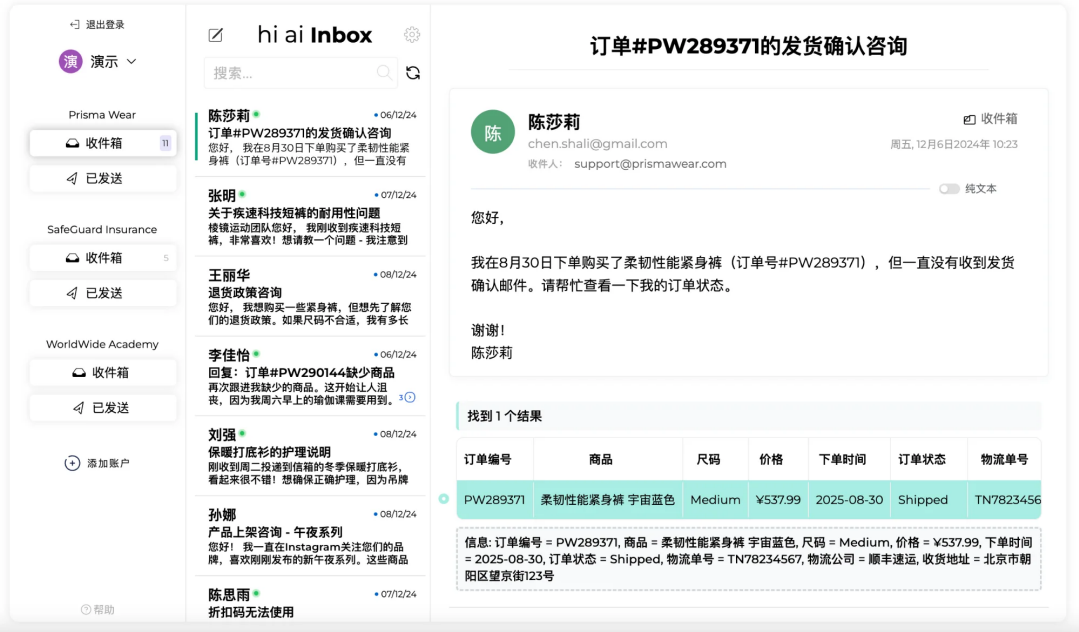 退出登录
演 演示
Prisma Wear
收件箱 11
已发送
SafeGuard Insurance
收件箱 5
已发送
WorldWide Academy
收件箱
已发送
添加账户
帮助
hi ai Inbox
搜索...
陈莎莉 06/12/24
订单#PW289371的发货确认咨询
您好， 我在8月30日下单购买了柔韧性能紧
身裤（订单号#PW289371），但一直没有
张明 07/12/24
关于疾速科技短裤的耐用性问题
棱镜运动团队您好， 我刚收到疾速科技短
裤，非常喜欢！想请教一个问题 - 我注意到
王丽华 08/12/24
退货政策咨询
您好， 我想购买一些紧身裤，但想先了解您
们的退货政策。如果尺码不合适，我有多长
李佳怡 06/12/24
回复：订单#PW290144缺少商品
再次跟进我缺少的商品。这开始让人沮
丧，因为我周六早上的瑜伽课需要用到。 3
刘强 08/12/24
保暖打底衫的护理说明
刚收到周二投递到信箱的冬季保暖打底衫，
看起来很不错！想确保正确护理，因为吊牌
孙娜 08/12/24
产品上架咨询 - 午夜系列
您好！ 我一直在Instagram关注您们的品
牌，喜欢刚刚发布的新午夜系列。这些商品
陈思雨 07/12/24
折扣码无法使用
订单#PW289371的发货确认咨询
陈 陈莎莉 收件箱
chen.shali@gmail.com 周五, 12月6日2024年 10:23
收件人： support@prismawear.com
纯文本
您好，
我在8月30日下单购买了柔韧性能紧身裤（订单号#PW289371），但一直没有收到发货
确认邮件。请帮忙查看一下我的订单状态。
谢谢！
陈莎莉
找到 1 个结果
订单编号 商品 尺码 价格 下单时间 订单状态 物流单号
PW289371 柔韧性能紧身裤 宇宙蓝色 Medium ¥537.99 2025-08-30 Shipped TN7823456
信息: 订单编号 = PW289371, 商品 = 柔韧性能紧身裤 宇宙蓝色, 尺码 = Medium, 价格 = ¥537.99, 下单时间
= 2025-08-30, 订单状态 = Shipped, 物流单号 = TN78234567, 物流公司 = 顺丰速运, 收货地址 = 北京市朝
阳区望京街123号